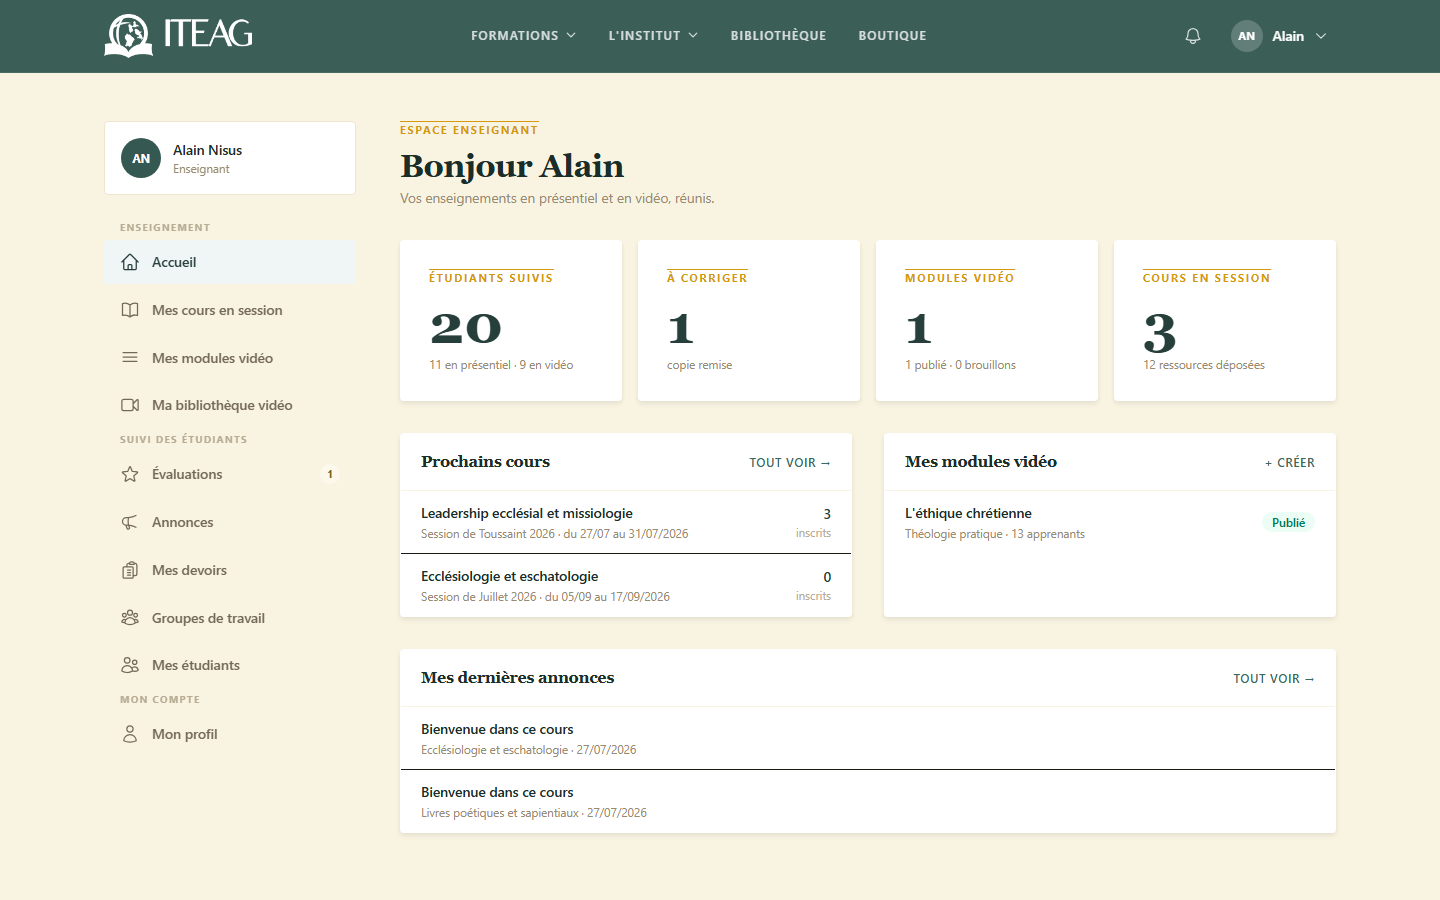 ITEAG
FORMATIONS
L'INSTITUT
BIBLIOTHÈQUE
BOUTIQUE
AN
Alain
AN
Alain Nisus
Enseignant
ENSEIGNEMENT
Accueil
Mes cours en session
Mes modules vidéo
Ma bibliothèque vidéo
SUIVI DES ÉTUDIANTS
Évaluations
1
Annonces
Mes devoirs
Groupes de travail
Mes étudiants
MON COMPTE
Mon profil
ESPACE ENSEIGNANT
Bonjour Alain
Vos enseignements en présentiel et en vidéo, réunis.
ÉTUDIANTS SUIVIS
20
11 en présentiel · 9 en vidéo
À CORRIGER
1
copie remise
MODULES VIDÉO
1
1 publié · 0 brouillons
COURS EN SESSION
3
12 ressources déposées
Prochains cours
TOUT VOIR →
Leadership ecclésial et missiologie
Session de Toussaint 2026 · du 27/07 au 31/07/2026
3
inscrits
Ecclésiologie et eschatologie
Session de Juillet 2026 · du 05/09 au 17/09/2026
0
inscrits
Mes modules vidéo
+ CRÉER
L'éthique chrétienne
Théologie pratique · 13 apprenants
Publié
Mes dernières annonces
TOUT VOIR →
Bienvenue dans ce cours
Ecclésiologie et eschatologie · 27/07/2026
Bienvenue dans ce cours
Livres poétiques et sapientiaux · 27/07/2026